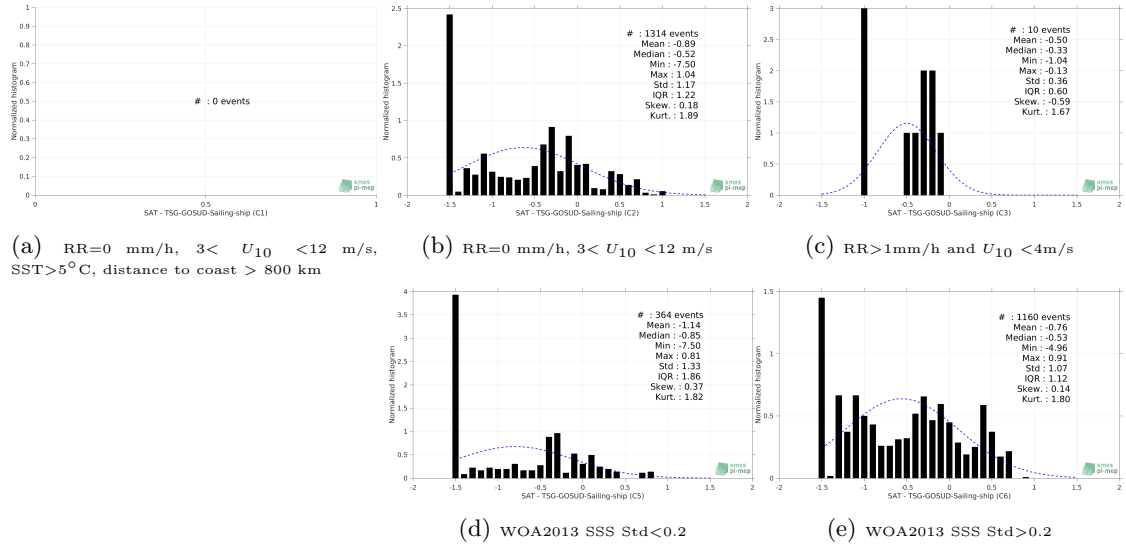 1
0.9
0.8
0.7
0.6
0.5
0.4
0.3
0.2
0.1
0
Normalized histogram
# : 0 events
0 0.5 1
SAT - TSG-GOSUD-Sailing-ship (C1)
smos
pi-mep
(a) RR=0 mm/h, 3< U10 <12 m/s,
SST>5°C, distance to coast > 800 km
2.5
2
1.5
1
0.5
0
Normalized histogram
# : 1314 events
Mean : -0.89
Median : -0.52
Min : -7.50
Max : 1.04
Std : 1.17
IQR : 1.22
Skew. : 0.18
Kurt. : 1.89
-2 -1.5 -1 -0.5 0 0.5 1 1.5 2
SAT - TSG-GOSUD-Sailing-ship (C2)
smos
pi-mep
(b) RR=0 mm/h, 3< U10 <12 m/s
3
2
1
0
Normalized histogram
# : 10 events
Mean : -0.50
Median : -0.33
Min : -1.04
Max : -0.13
Std : 0.36
IQR : 0.60
Skew. : -0.59
Kurt. : 1.67
-2 -1.5 -1 -0.5 0 0.5 1 1.5 2
SAT - TSG-GOSUD-Sailing-ship (C3)
smos
pi-mep
(c) RR>1mm/h and U10 <4m/s
4
3.5
3
2.5
2
1.5
1
0.5
0
Normalized histogram
# : 364 events
Mean : -1.14
Median : -0.85
Min : -7.50
Max : 0.81
Std : 1.33
IQR : 1.86
Skew. : 0.37
Kurt. : 1.82
-2 -1.5 -1 -0.5 0 0.5 1 1.5 2
SAT - TSG-GOSUD-Sailing-ship (C5)
smos
pi-mep
(d) WOA2013 SSS Std<0.2
1.5
1
0.5
0
Normalized histogram
# : 1160 events
Mean : -0.76
Median : -0.53
Min : -4.96
Max : 0.91
Std : 1.07
IQR : 1.12
Skew. : 0.14
Kurt. : 1.80
-2 -1.5 -1 -0.5 0 0.5 1 1.5 2
SAT - TSG-GOSUD-Sailing-ship (C6)
smos
pi-mep
(e) WOA2013 SSS Std>0.2